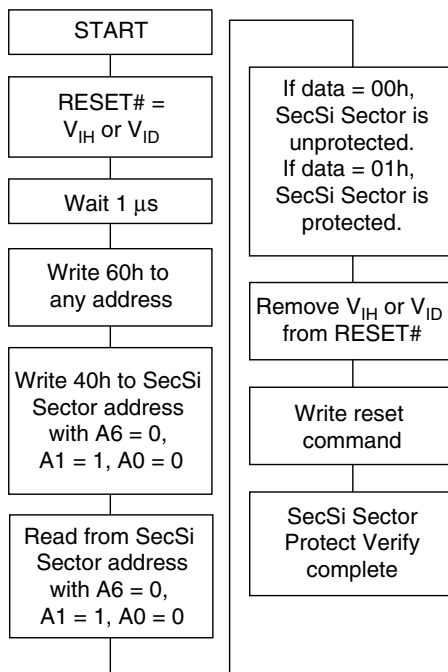 START
RESET# =
V_IH or V_ID
Wait 1 μs
Write 60h to
any address
Write 40h to SecSi
Sector address
with A6 = 0,
A1 = 1, A0 = 0
Read from SecSi
Sector address
with A6 = 0,
A1 = 1, A0 = 0
If data = 00h,
SecSi Sector is
unprotected.
If data = 01h,
SecSi Sector is
protected.
Remove V_IH or V_ID
from RESET#
Write reset
command
SecSi Sector
Protect Verify
complete